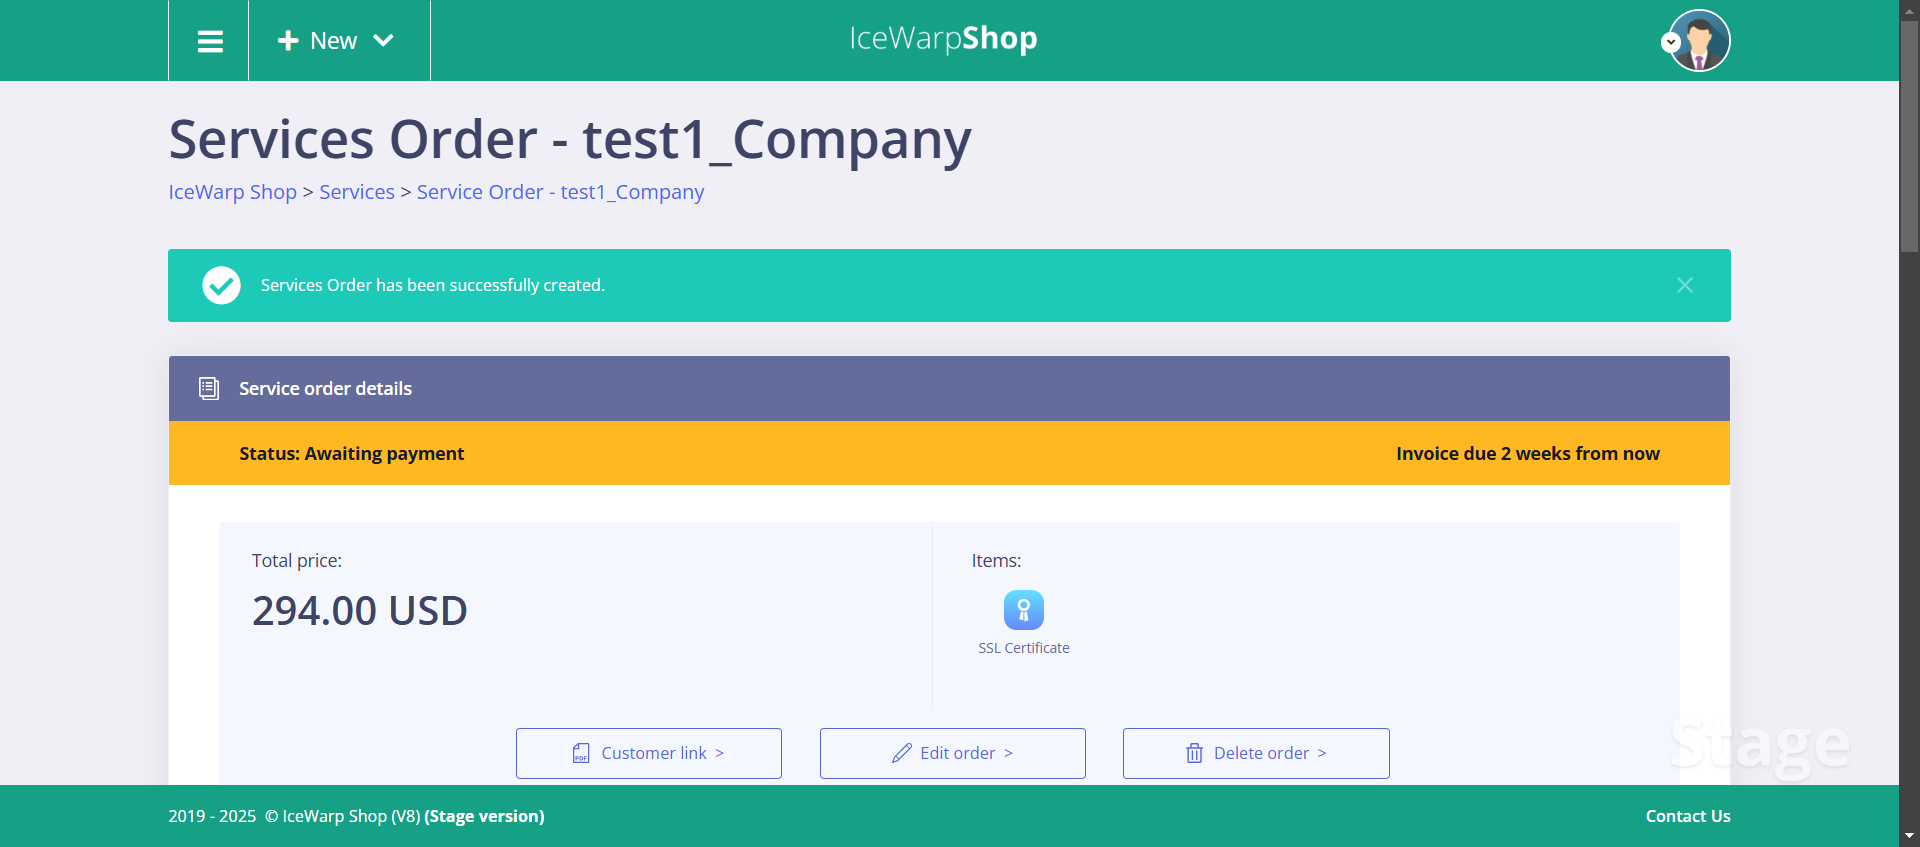 New
IceWarpShop
Services Order - test1_Company
IceWarp Shop > Services > Service Order - test1_Company
Services Order has been successfully created.
Service order details
Status: Awaiting payment
Invoice due 2 weeks from now
Total price:
294.00 USD
Items:
SSL Certificate
PDF Customer link >
Edit order >
Delete order >
Stage
2019 - 2025 © IceWarp Shop (V8) (Stage version)
Contact Us